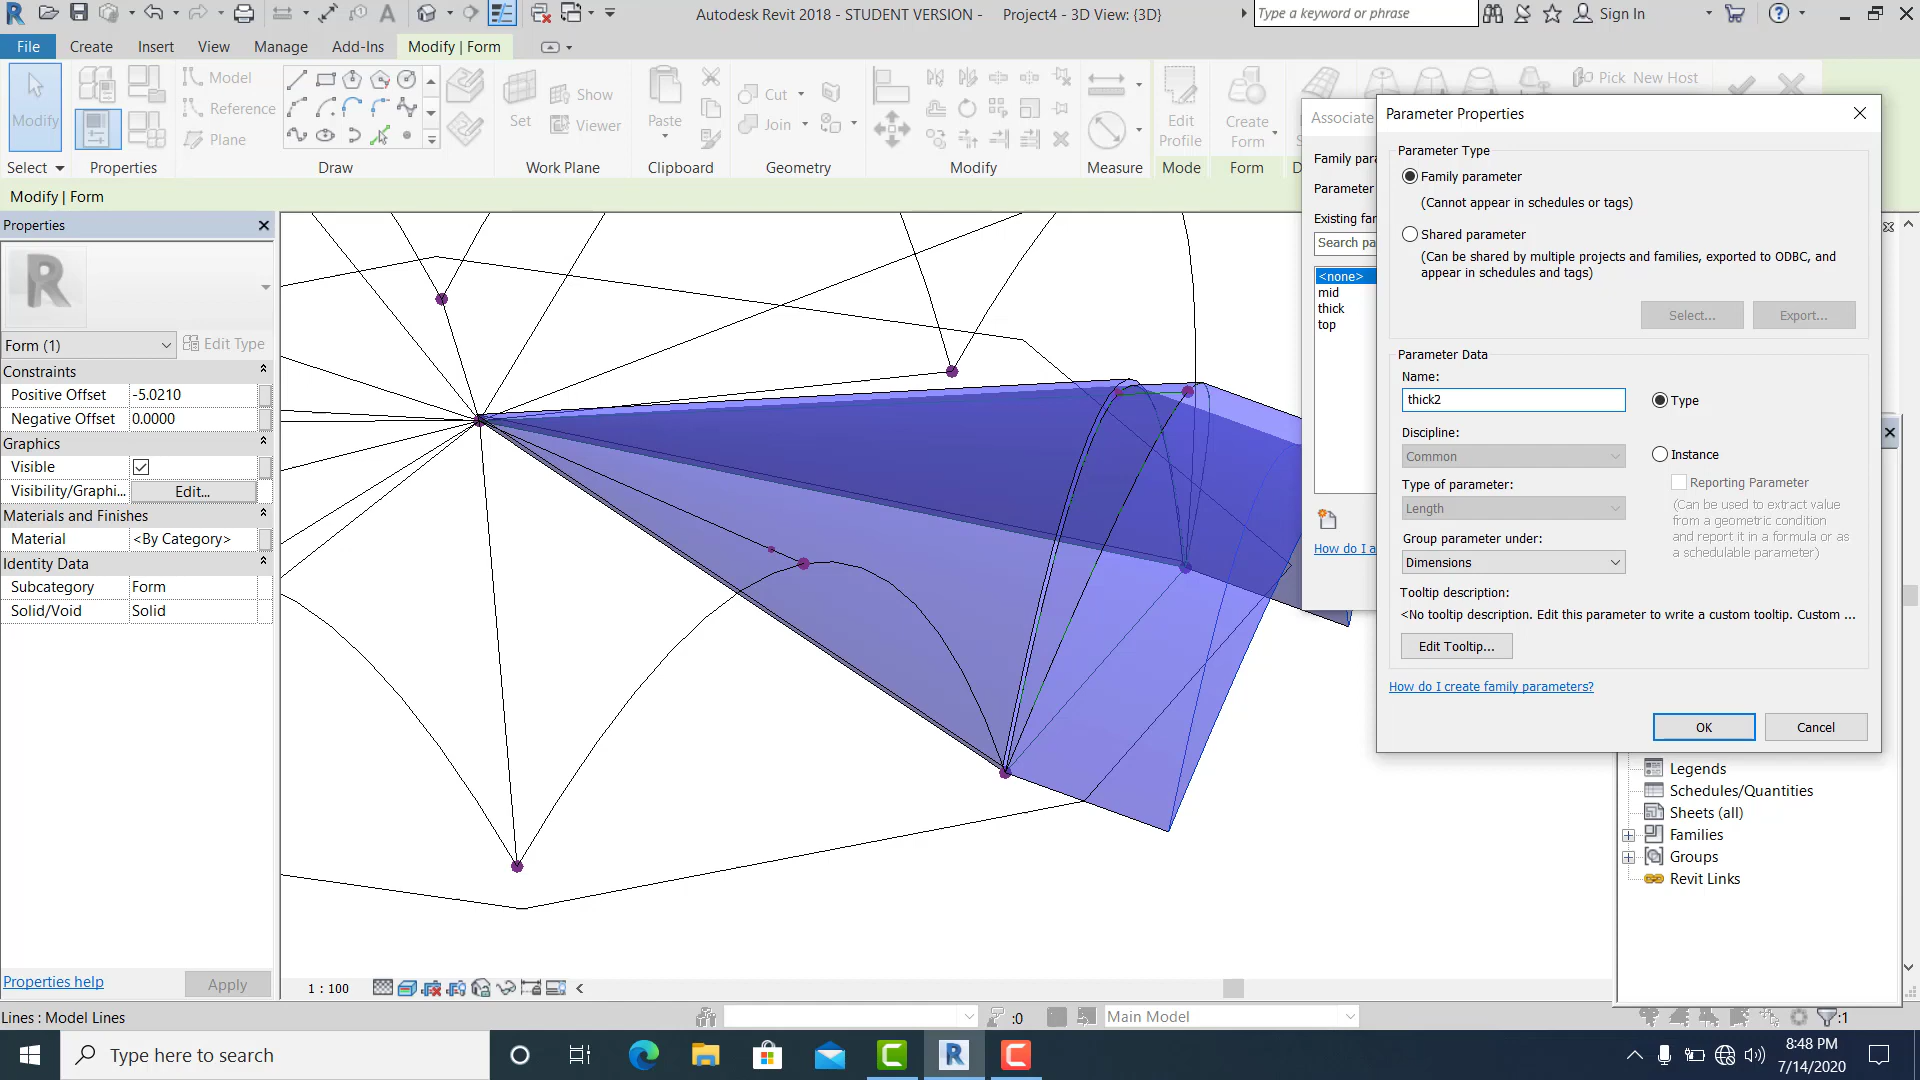 Autodesk Revit 2018 - STUDENT VERSION -
Project4 - 3D View: {3D}
Type a keyword or phrase
Sign In
File
Create
Insert
View
Manage
Add-Ins
Modify | Form
Modify
Model
Reference
Plane
Set
Show
Viewer
Paste
Cut
Join
Edit
Profile
Create
Form
Pick New Host
Select
Properties
Draw
Work Plane
Clipboard
Geometry
Modify
Measure
Mode
Form
Modify | Form
Properties
Form (1)
Edit Type
Constraints
Positive Offset
-5.0210
Negative Offset
0.0000
Graphics
Visible
Visibility/Graphi...
Edit...
Materials and Finishes
Material
<By Category>
Identity Data
Subcategory
Form
Solid/Void
Solid
Properties help
Apply
Associate
Family para
Parameter
Existing fam
Search pa
<none>
mid
thick
top
How do I a
Parameter Properties
Parameter Type
Family parameter
(Cannot appear in schedules or tags)
Shared parameter
(Can be shared by multiple projects and families, exported to ODBC, and
appear in schedules and tags)
Select...
Export...
Parameter Data
Name:
thick2
Type
Discipline:
Common
Instance
Type of parameter:
Length
Reporting Parameter
(Can be used to extract value
from a geometric condition
and report it in a formula or as
a schedulable parameter)
Group parameter under:
Dimensions
Tooltip description:
<No tooltip description. Edit this parameter to write a custom tooltip. Custom ...
Edit Tooltip...
How do I create family parameters?
OK
Cancel
Legends
Schedules/Quantities
Sheets (all)
Families
Groups
Revit Links
1 : 100
Lines : Model Lines
:0
Main Model
:1
Type here to search
8:48 PM
7/14/2020